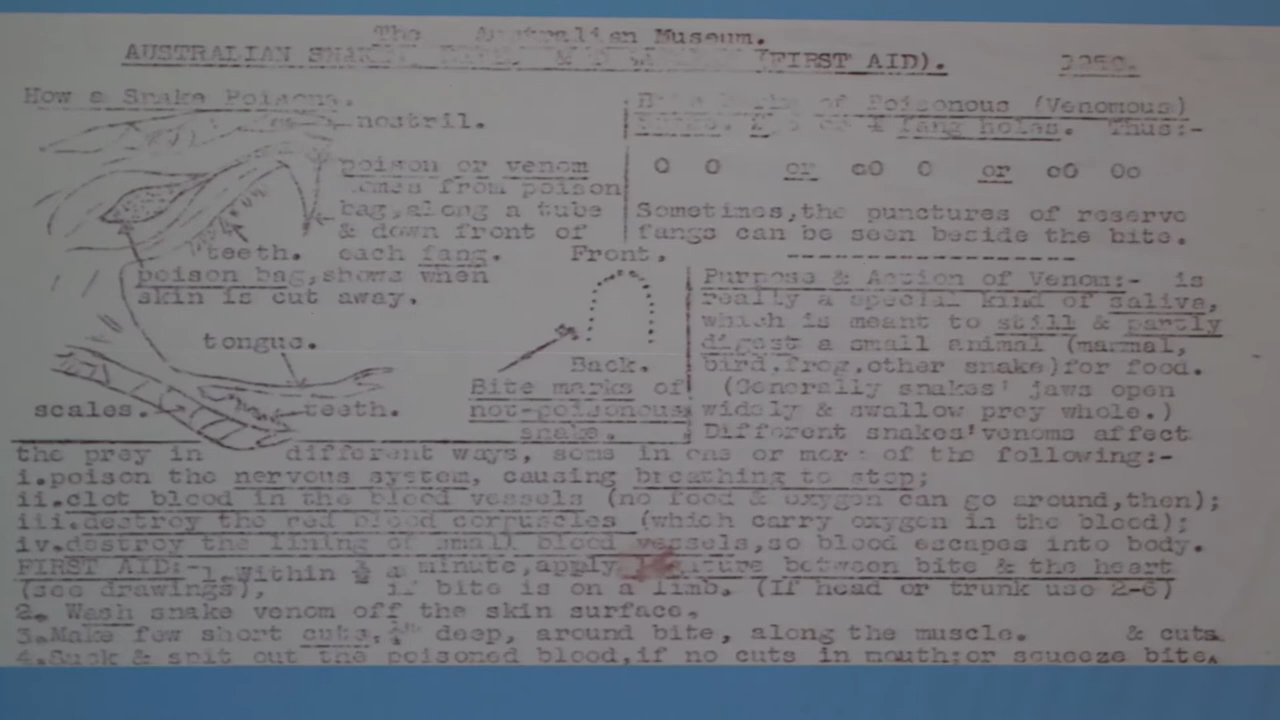 The Australian Museum.
AUSTRALIAN (FIRST AID).
How a Snake Poisons.
nostril.
poison or venom
comes from poison
bag,along a tube
& down front of
teeth. each fang.
poison bag,shows when
skin is cut away.
tongue.
scales.
teeth.
Bite Marks of Poisonous (Venomous)
or 4 fang holes. Thus:-
O O or oO O or oO Oo
Sometimes,the punctures of reserve
fangs can be seen beside the bite.
Front.
Back.
Bite marks of
not-poisonous
snake.
Purpose & Action of Venom:- is
really a special kind of saliva,
which is meant to still & partly
digest a small animal (mammal,
bird,frog,other snake)for food.
(Generally snakes' jaws open
widely & swallow prey whole.)
Different snakes'venoms affect
the prey in different ways, some in one or more of the following:-
i.poison the nervous system, causing breathing to stop;
ii.clot blood in the blood vessels (no food & oxygen can go around,then);
iii.destroy the red blood corpuscles (which carry oxygen in the blood);
iv.destroy the lining of small blood vessels,so blood escapes into body.
FIRST AID:-1.Within ½ a minute,apply ligature between bite & the heart
(see drawings), if bite is on a limb. (If head or trunk use 2-6)
2. Wash snake venom off the skin surface.
3.Make few short cuts, deep, around bite, along the muscle. & cuts
4.Suck & spit out the poisoned blood,if no cuts in mouth;or squeeze bite